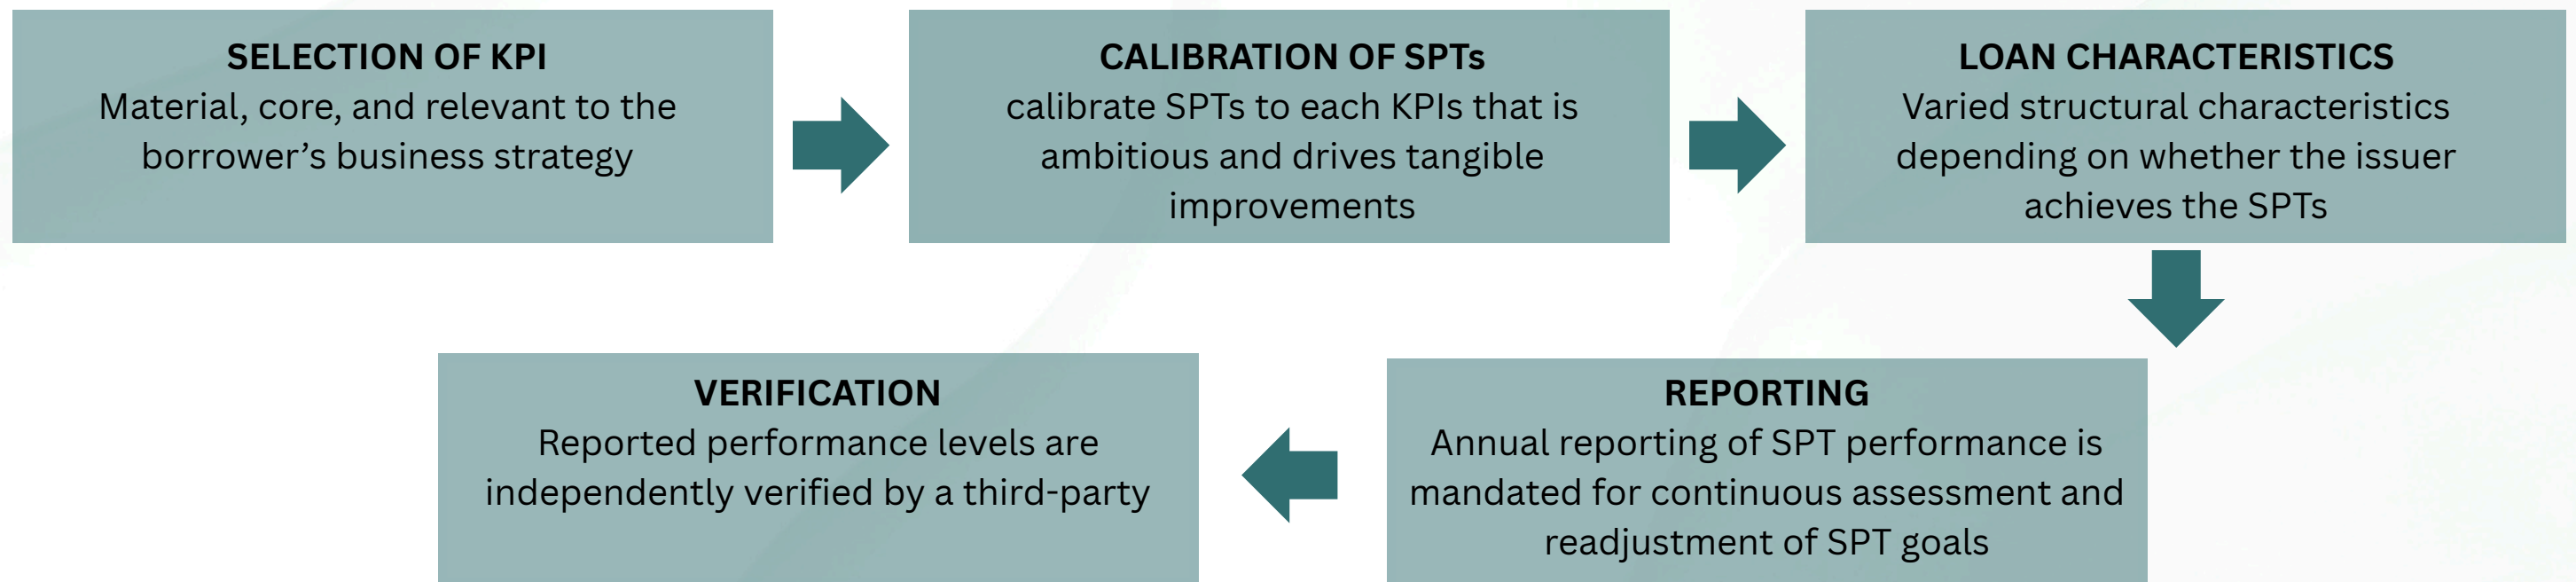 SELECTION OF KPI
Material, core, and relevant to the
borrower’s business strategy
CALIBRATION OF SPTs
calibrate SPTs to each KPIs that is
ambitious and drives tangible
improvements
LOAN CHARACTERISTICS
Varied structural characteristics
depending on whether the issuer
achieves the SPTs
REPORTING
Annual reporting of SPT performance is
mandated for continuous assessment and
readjustment of SPT goals
VERIFICATION
Reported performance levels are
independently verified by a third-party